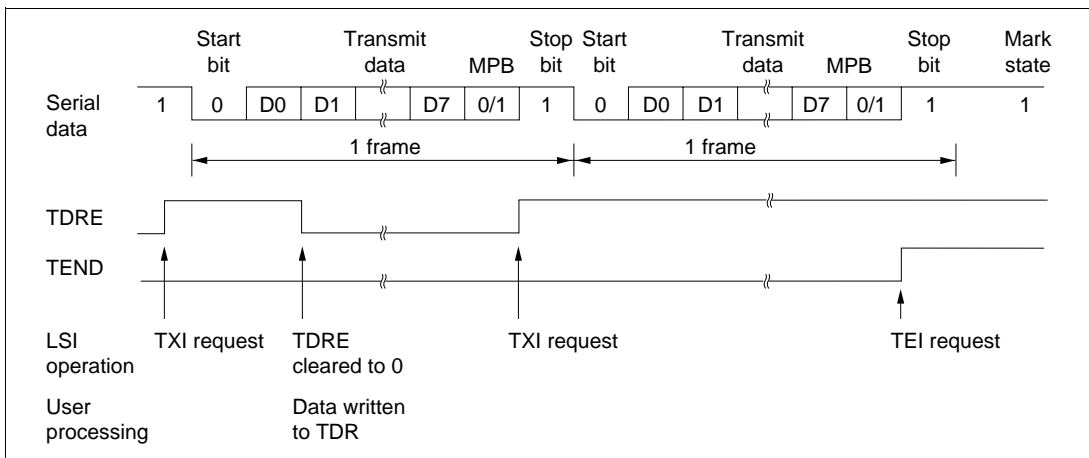 Start Transmit Stop Start Transmit Stop Mark
bit data MPB bit bit data MPB bit state
Serial data 1 0 D0 D1 D7 0/1 1 0 D0 D1 D7 0/1 1 1
1 frame 1 frame
TDRE
TEND
LSI TXI request TDRE TXI request TEI request
operation cleared to 0
User Data written
processing to TDR